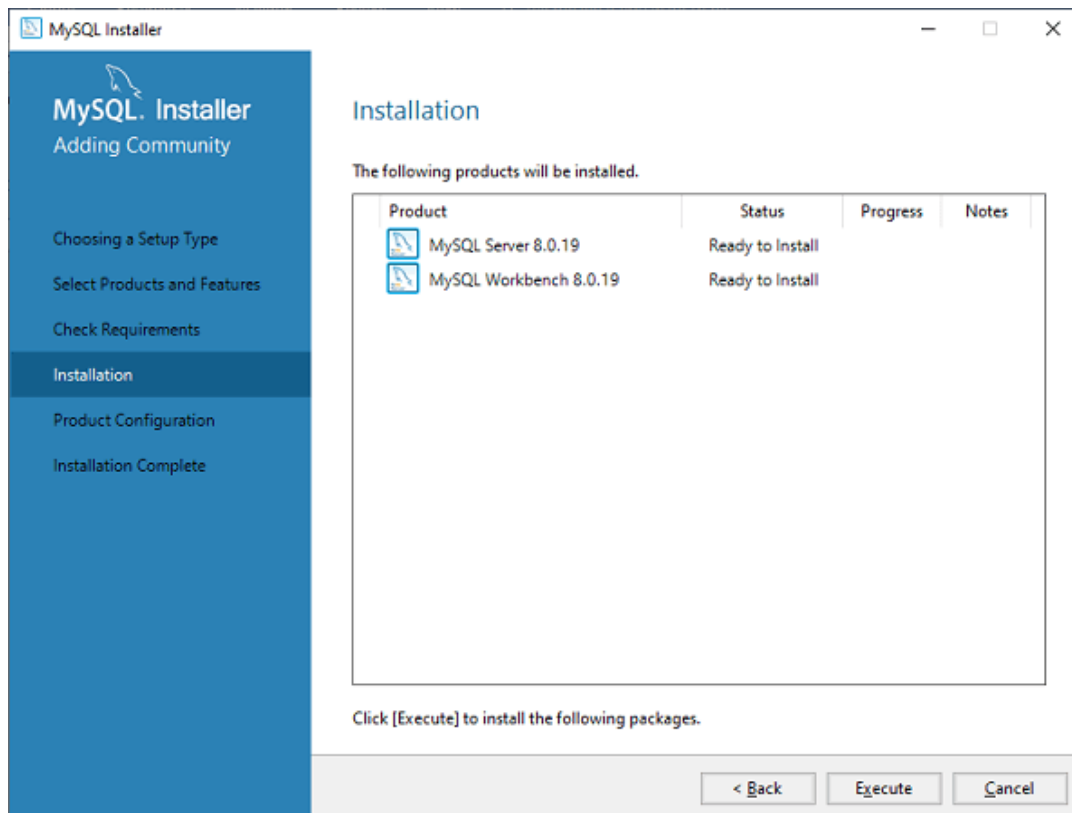 MySQL Installer
MySQL. Installer
Adding Community
Choosing a Setup Type
Select Products and Features
Check Requirements
Installation
Product Configuration
Installation Complete
Installation
The following products will be installed.
Product Status Progress Notes
MySQL Server 8.0.19 Ready to Install
MySQL Workbench 8.0.19 Ready to Install
Click [Execute] to install the following packages.
< Back Execute Cancel